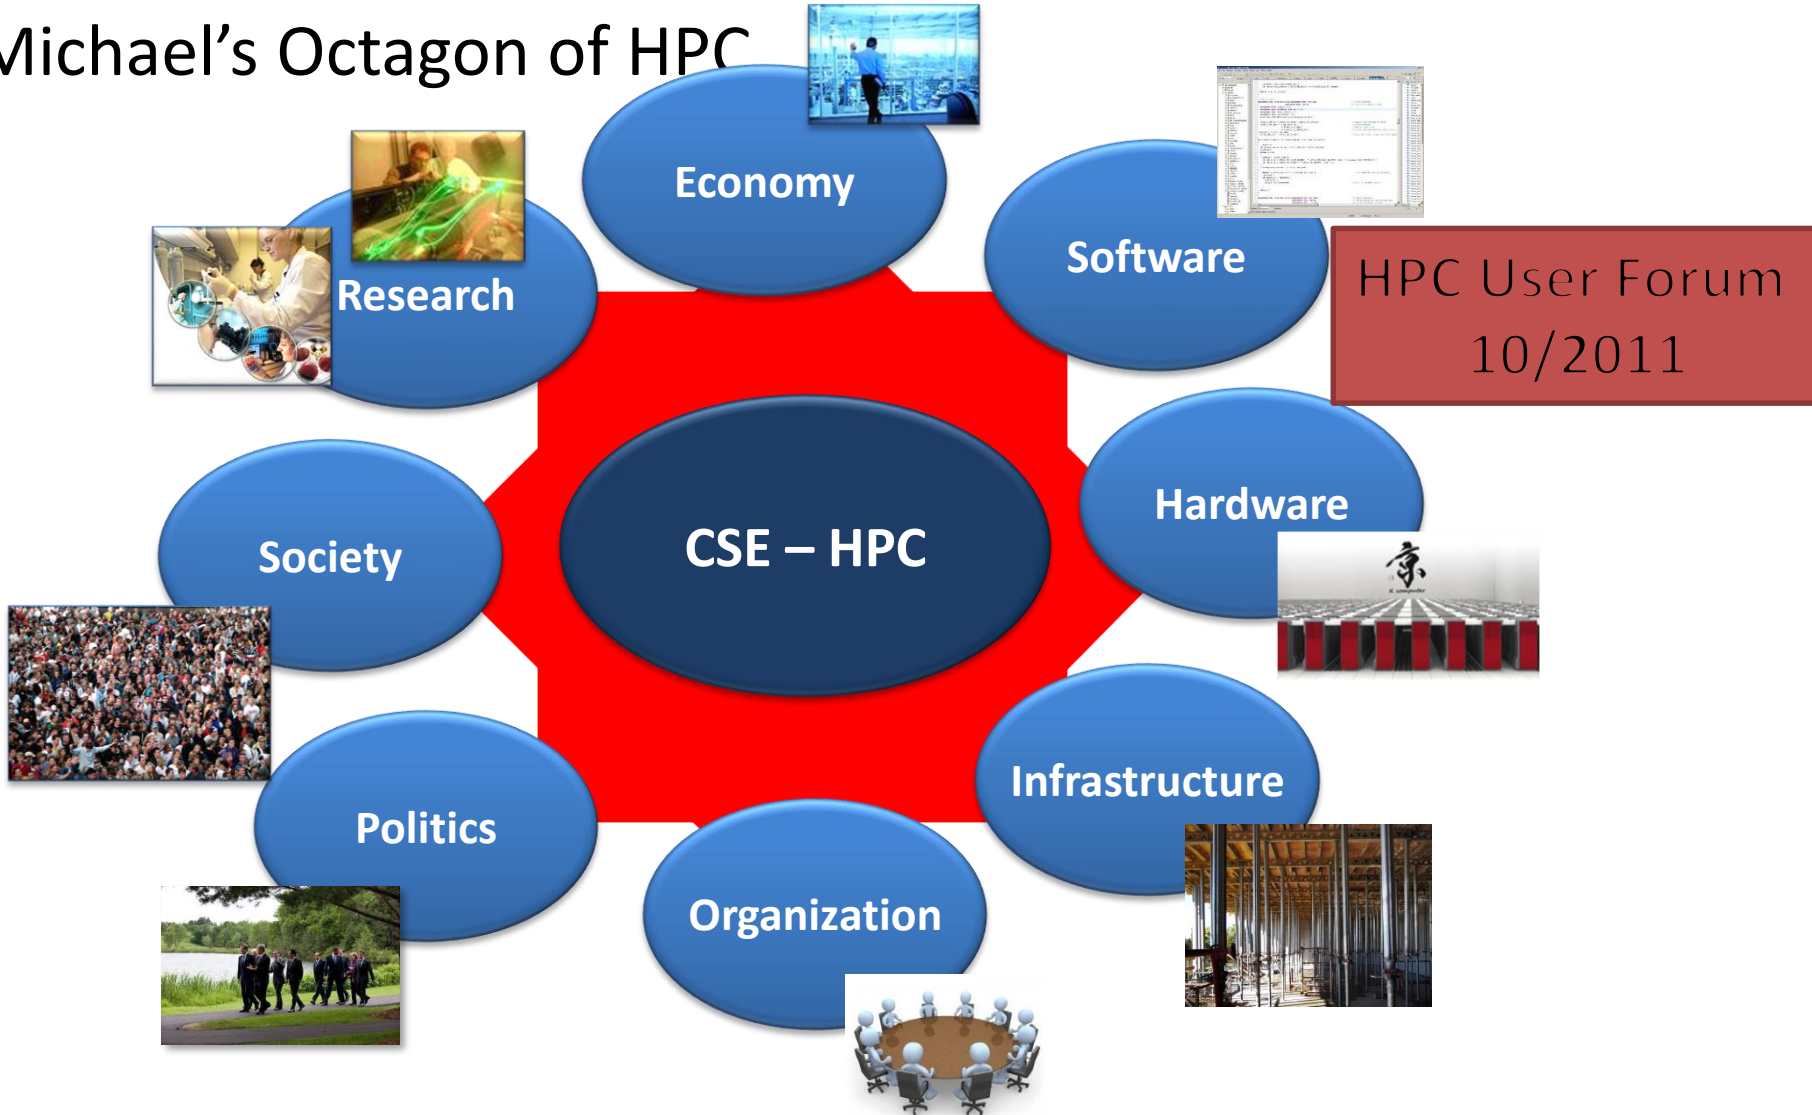 Michael’s Octagon of HPC
Economy
Software
HPC User Forum
10/2011
Research
Hardware
京
K computer
CSE – HPC
Society
Infrastructure
Politics
Organization